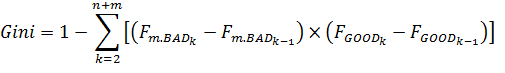 Gini = 1 − ∑_{k=2}^{n+m} [(F_{m.BAD_k} − F_{m.BAD_{k−1}}) × (F_{GOOD_k} − F_{GOOD_{k−1}})]